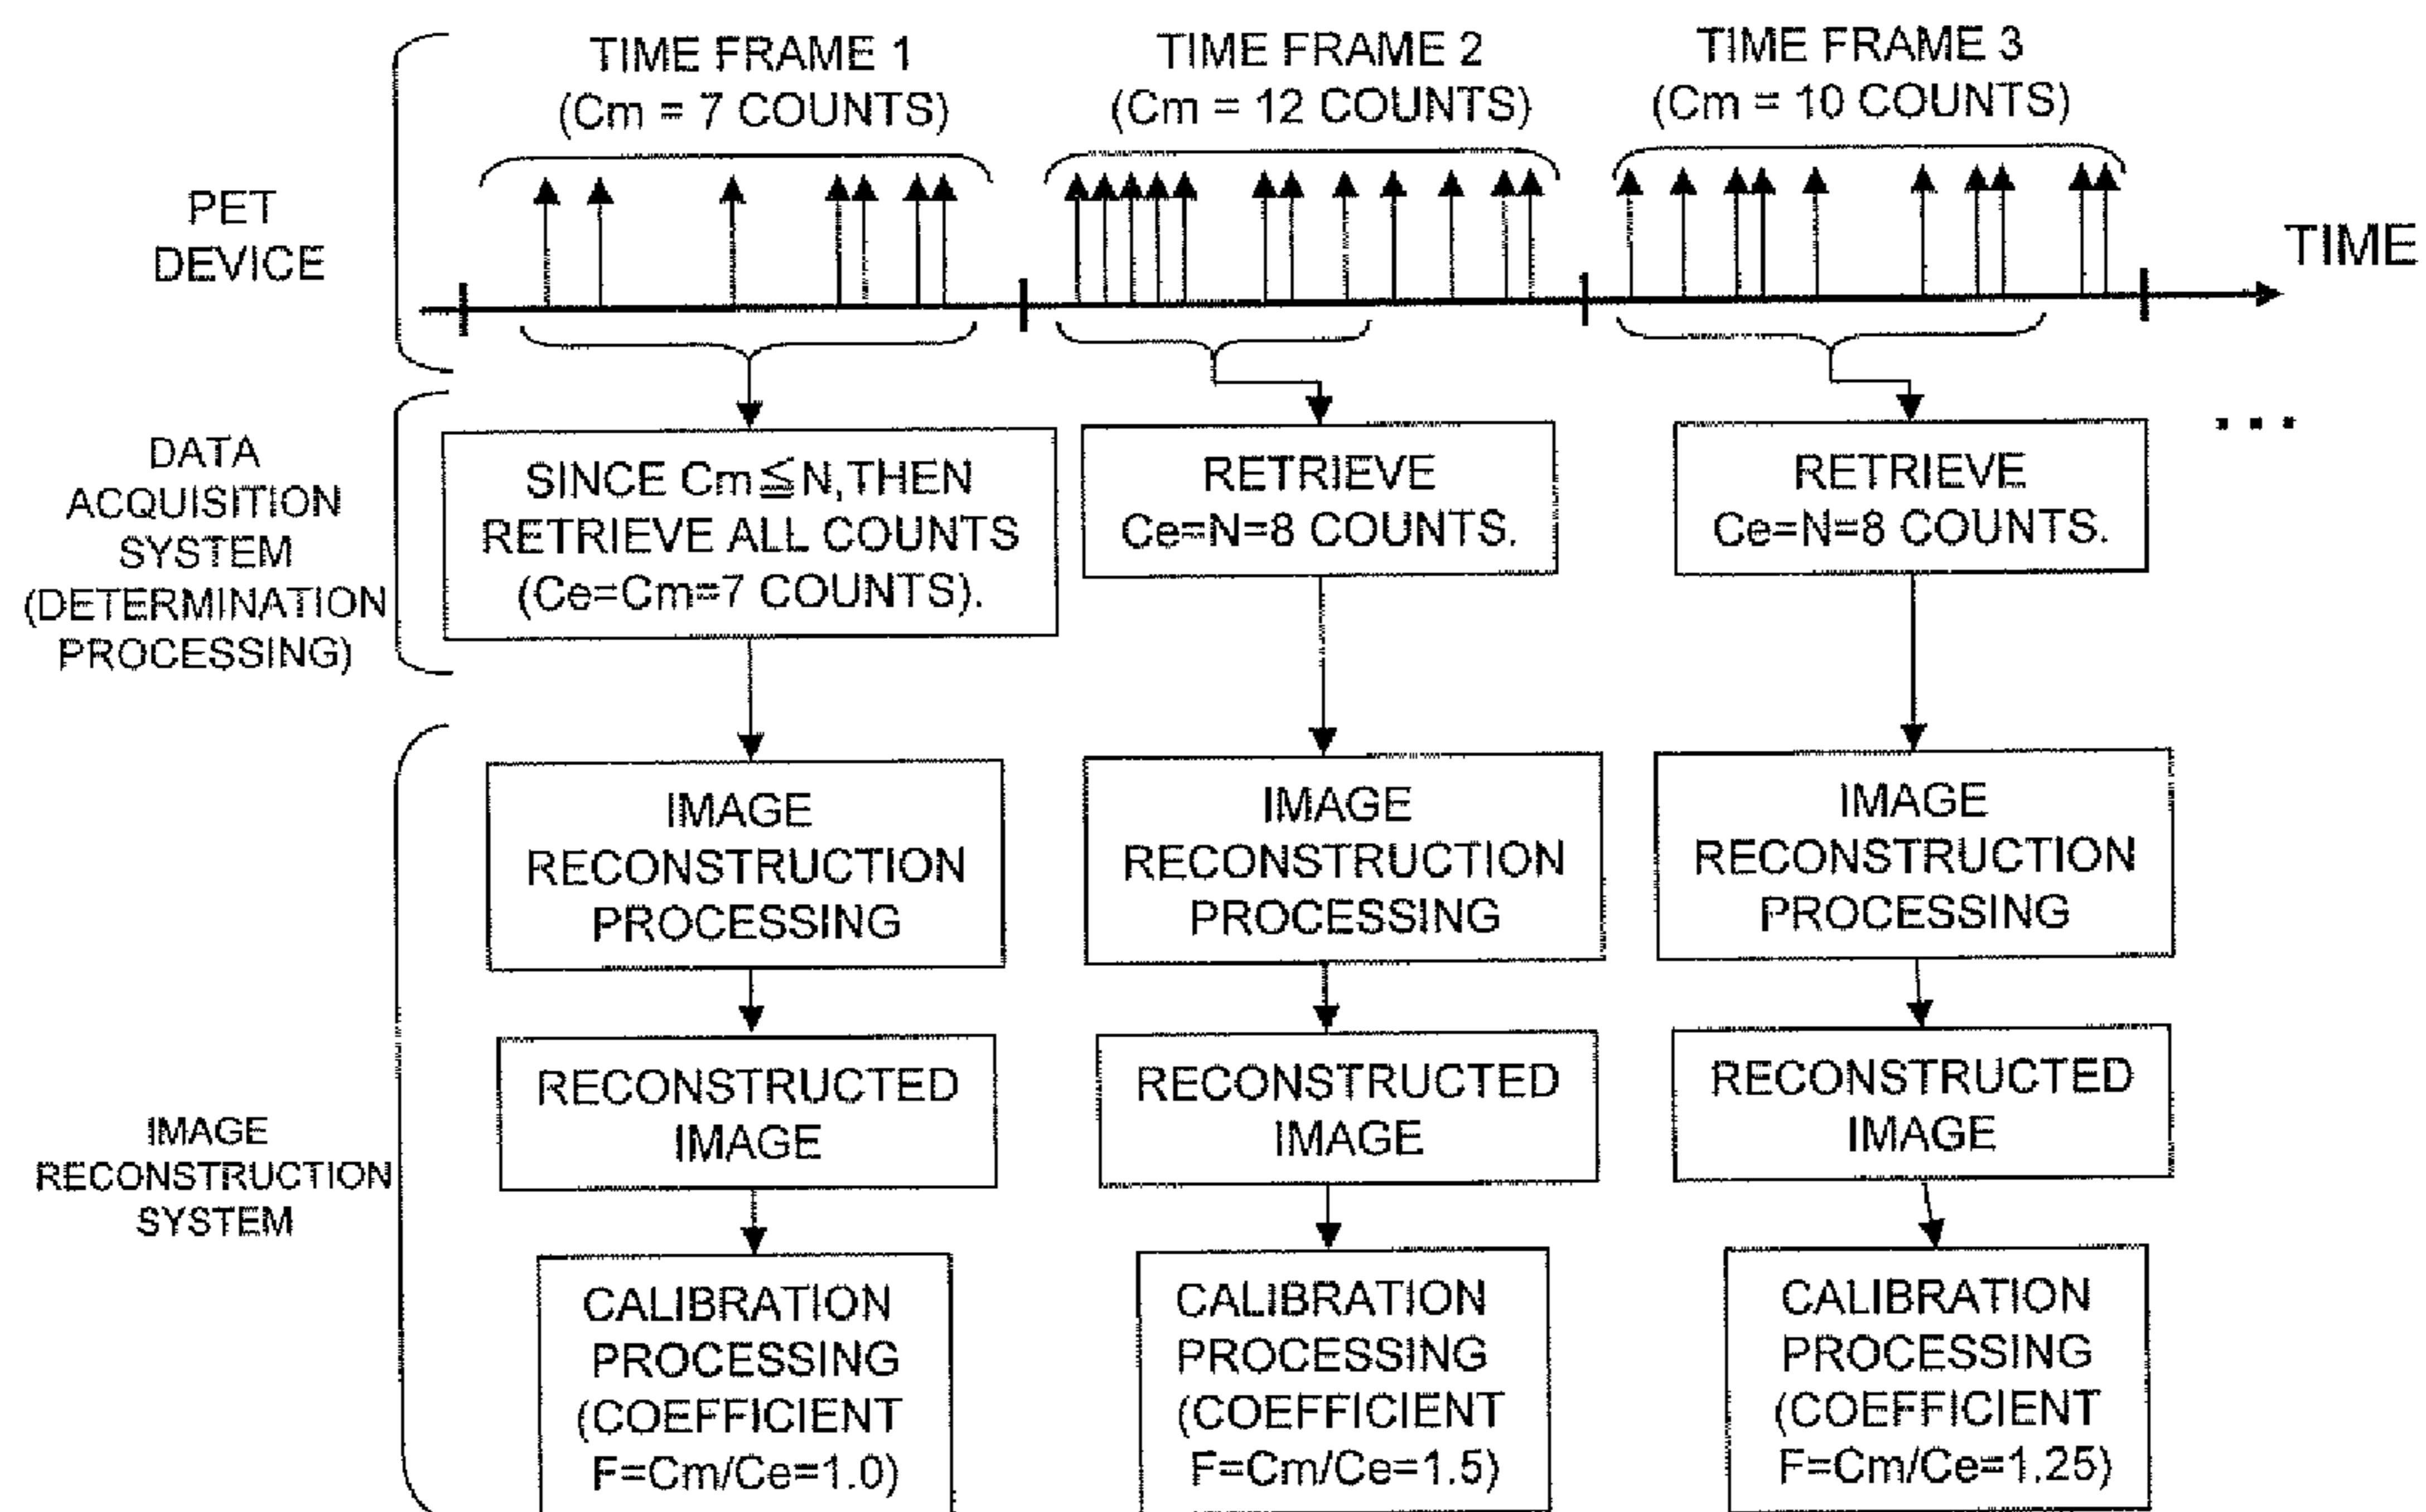 TIME FRAME 1
(Cm = 7 COUNTS)
TIME FRAME 2
(Cm = 12 COUNTS)
TIME FRAME 3
(Cm = 10 COUNTS)
PET
DEVICE
TIME
DATA
ACQUISITION
SYSTEM
(DETERMINATION
PROCESSING)
SINCE Cm≦N,THEN
RETRIEVE ALL COUNTS
(Ce=Cm=7 COUNTS).
RETRIEVE
Ce=N=8 COUNTS.
RETRIEVE
Ce=N=8 COUNTS.
...
IMAGE
RECONSTRUCTION
SYSTEM
IMAGE
RECONSTRUCTION
PROCESSING
IMAGE
RECONSTRUCTION
PROCESSING
IMAGE
RECONSTRUCTION
PROCESSING
RECONSTRUCTED
IMAGE
RECONSTRUCTED
IMAGE
RECONSTRUCTED
IMAGE
CALIBRATION
PROCESSING
(COEFFICIENT
F=Cm/Ce=1.0)
CALIBRATION
PROCESSING
(COEFFICIENT
F=Cm/Ce=1.5)
CALIBRATION
PROCESSING
(COEFFICIENT
F=Cm/Ce=1.25)